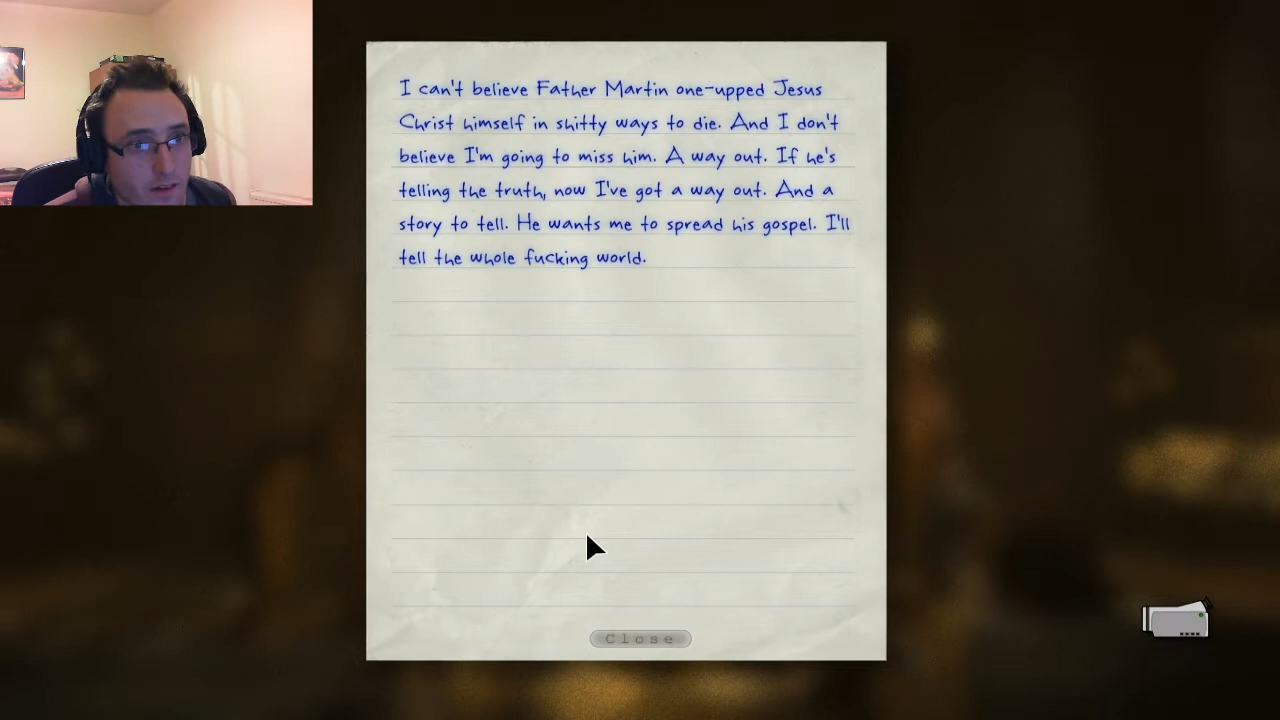 I can't believe Father Martin one-upped Jesus
Christ himself in shitty ways to die. And I don't
believe I'm going to miss him. A way out. If he's
telling the truth, now I've got a way out. And a
story to tell. He wants me to spread his gospel. I'll
tell the whole fucking world.
Close